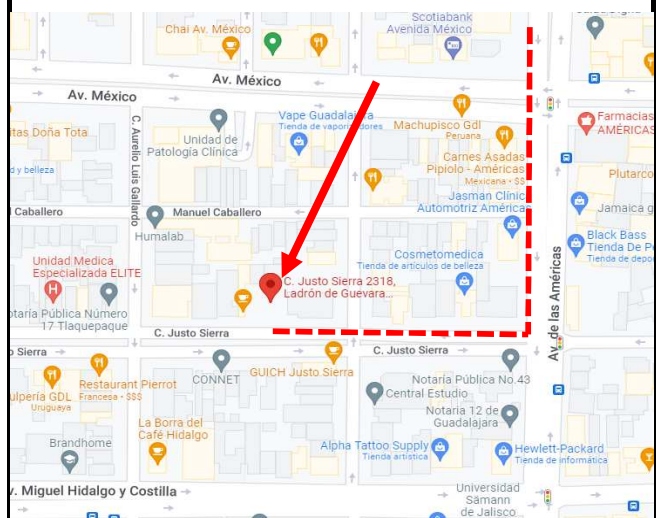 Chai Av. México
Scotiabank
Avenida México
Av. México
Av. México
Vape Guadalajara
Tienda de vaporizadores
Machupisco Gdl
Peruana
Farmacias
AMÉRICAS
itas Doña Tota
C. Aurelio Luis Gallardo
Unidad de
Patología Clínica
Carnes Asadas
Pipiolo - Américas
Mexicana - $$
Plutarco
d y belleza
Jasman Clinic
Automotriz América
Jamaica g
Caballero
Manuel Caballero
Humalab
Black Bass
Tienda De P
Tienda de depor
Unidad Medica
Especializada ELITE
Cosmetomedica
Tienda de artículos de belleza
C. Justo Sierra 2318,
Ladrón de Guevara...
Av. de las Américas
otaría Pública Número
17 Tlaquepaque
C. Justo Sierra
o Sierra
C. Justo Sierra
CONNET
GUICH Justo Sierra
Notaría Pública No.43
Central Estudio
Restaurant Pierrot
Francesa - $$$
ulpería GDL
Uruguaya
Notaria 12 de
Guadalajara
La Borra del
Café Hidalgo
Brandhome
Alpha Tattoo Supply
Tienda artística
Hewlett-Packard
Tienda de informática
v. Miguel Hidalgo y Costilla
Universidad
Sämann
de Jalisco